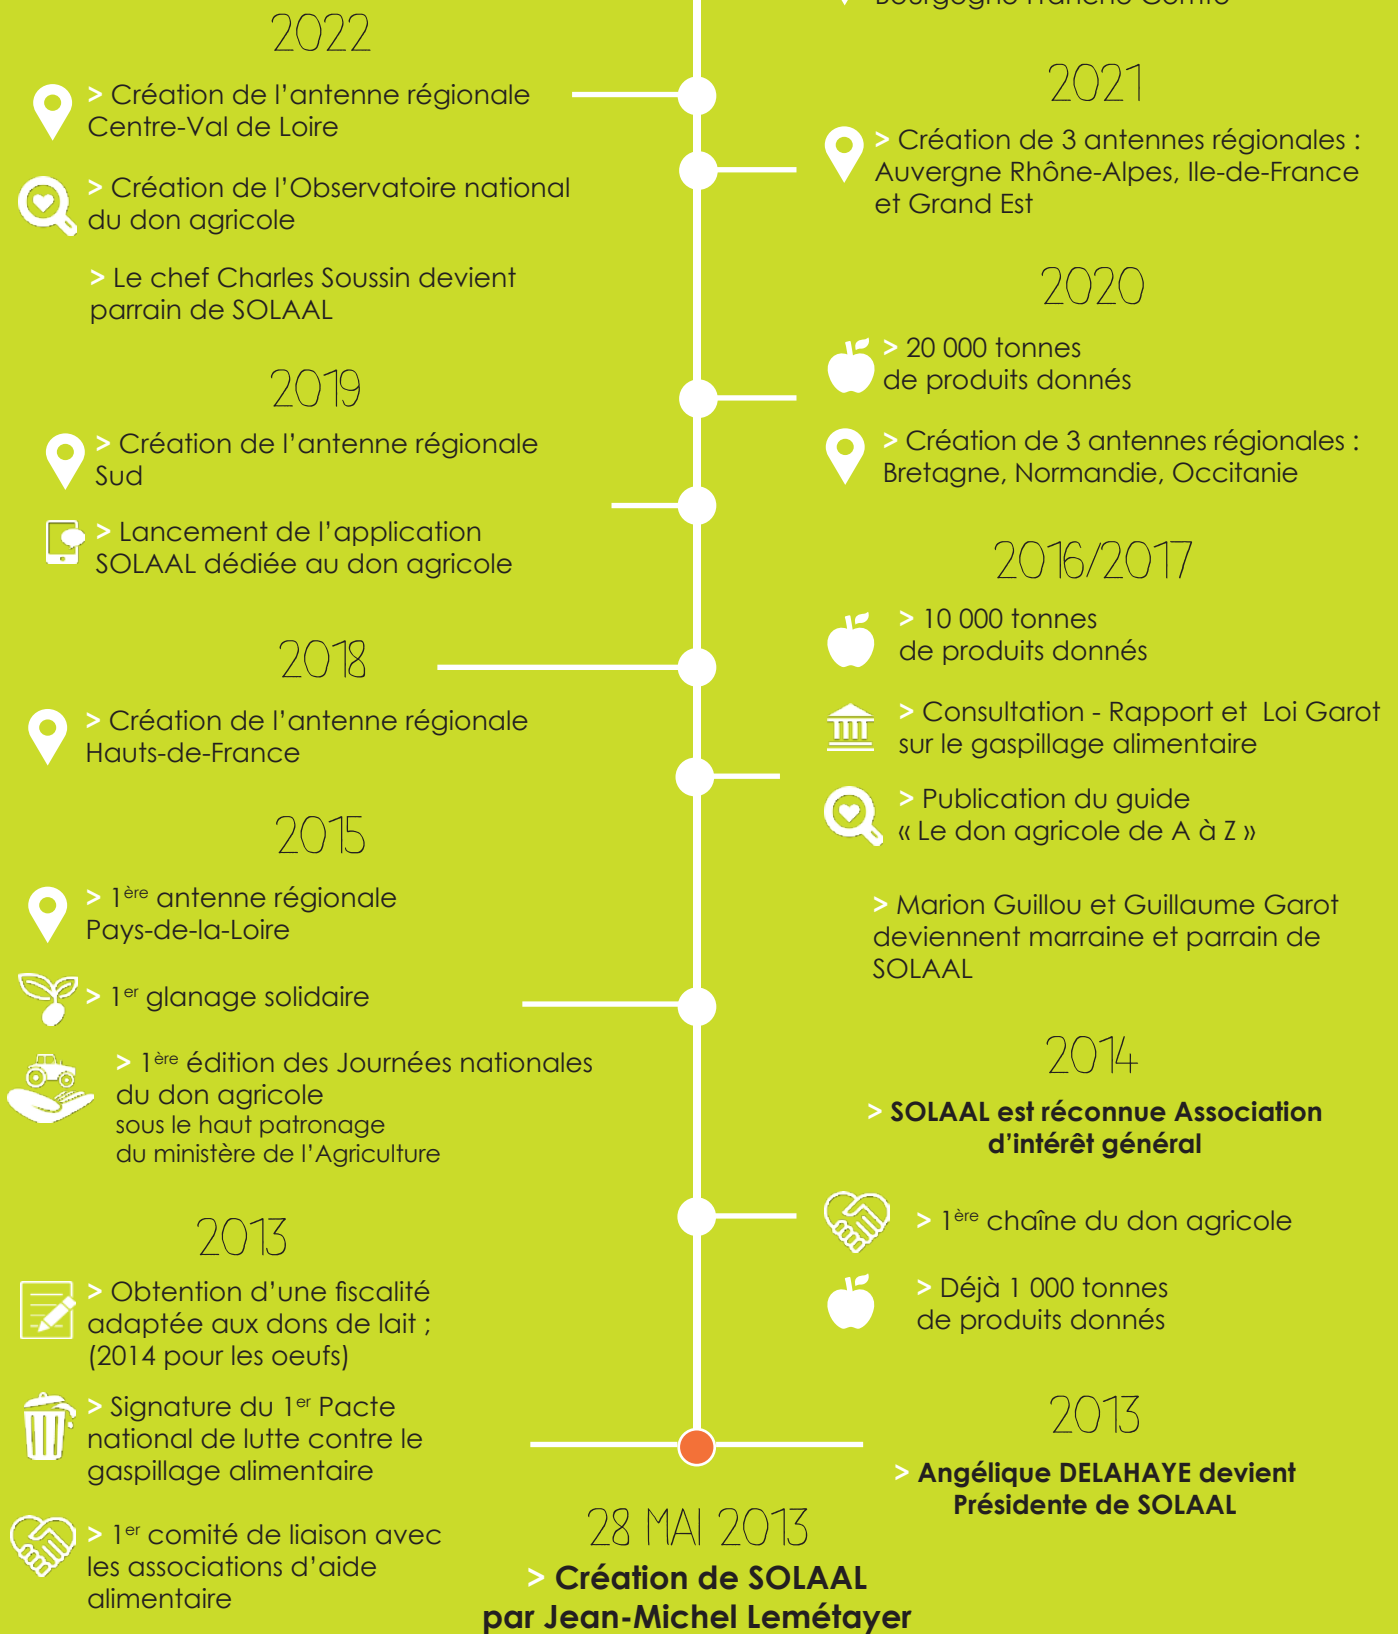 2022
> Création de l'antenne régionale
Centre-Val de Loire
> Création de l'Observatoire national
du don agricole
> Le chef Charles Soussin devient
parrain de SOLAAL
2019
> Création de l'antenne régionale
Sud
> Lancement de l'application
SOLAAL dédiée au don agricole
2018
> Création de l'antenne régionale
Hauts-de-France
2015
> 1ère antenne régionale
Pays-de-la-Loire
> 1er glanage solidaire
> 1ère édition des Journées nationales
du don agricole
sous le haut patronage
du ministère de l'Agriculture
2013
> Obtention d'une fiscalité
adaptée aux dons de lait ;
(2014 pour les oeufs)
> Signature du 1er Pacte
national de lutte contre le
gaspillage alimentaire
> 1er comité de liaison avec
les associations d'aide
alimentaire
Bourgogne Franche Comté
2021
> Création de 3 antennes régionales :
Auvergne Rhône-Alpes, Ile-de-France
et Grand Est
2020
> 20 000 tonnes
de produits donnés
> Création de 3 antennes régionales :
Bretagne, Normandie, Occitanie
2016/2017
> 10 000 tonnes
de produits donnés
> Consultation - Rapport et Loi Garot
sur le gaspillage alimentaire
> Publication du guide
« Le don agricole de A à Z »
> Marion Guillou et Guillaume Garot
deviennent marraine et parrain de
SOLAAL
2014
> SOLAAL est réconnue Association
d'intérêt général
> 1ère chaîne du don agricole
> Déjà 1 000 tonnes
de produits donnés
2013
> Angélique DELAHAYE devient
Présidente de SOLAAL
28 MAI 2013
> Création de SOLAAL
par Jean-Michel Lemétayer